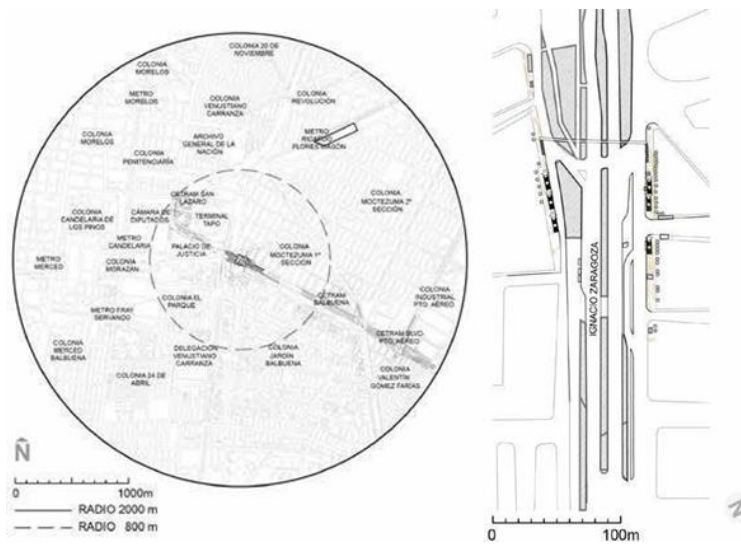 COLONIA 20 DE
NOVIEMBRE
COLONIA
MORELOS
METRO
MORELOS
COLONIA
VENUSTIANO
CARRANZA
COLONIA
REVOLUCIÓN
COLONIA
MORELOS
ARCHIVO
GENERAL DE LA
NACIÓN
METRO
RICARDO
FLORES MAGÓN
COLONIA
PENITENCIARÍA
CETRAM SAN
LÁZARO
COLONIA
MOCTEZUMA 2ª
SECCIÓN
COLONIA
CANDELARIA DE
LOS PINOS
CÁMARA DE
DIPUTADOS
TERMINAL
TAPO
METRO
CANDELARIA
PALACIO DE
JUSTICIA
COLONIA
MOCTEZUMA 1ª
SECCIÓN
METRO
MERCED
COLONIA
MORAZÁN
COLONIA EL
PARQUE
CETRAM
BALBUENA
COLONIA
INDUSTRIAL
PTO. AÉREO
METRO FRAY
SERVANDO
CETRAM BLVD.
PTO. AÉREO
COLONIA
MERCED
BALBUENA
DELEGACIÓN
VENUSTIANO
CARRANZA
COLONIA
JARDÍN
BALBUENA
COLONIA 24 DE
ABRIL
COLONIA
VALENTÍN
GÓMEZ FARÍAS
N
0 1000m
RADIO 2000 m
RADIO 800 m
IGNACIO ZARAGOZA
0 100m
N